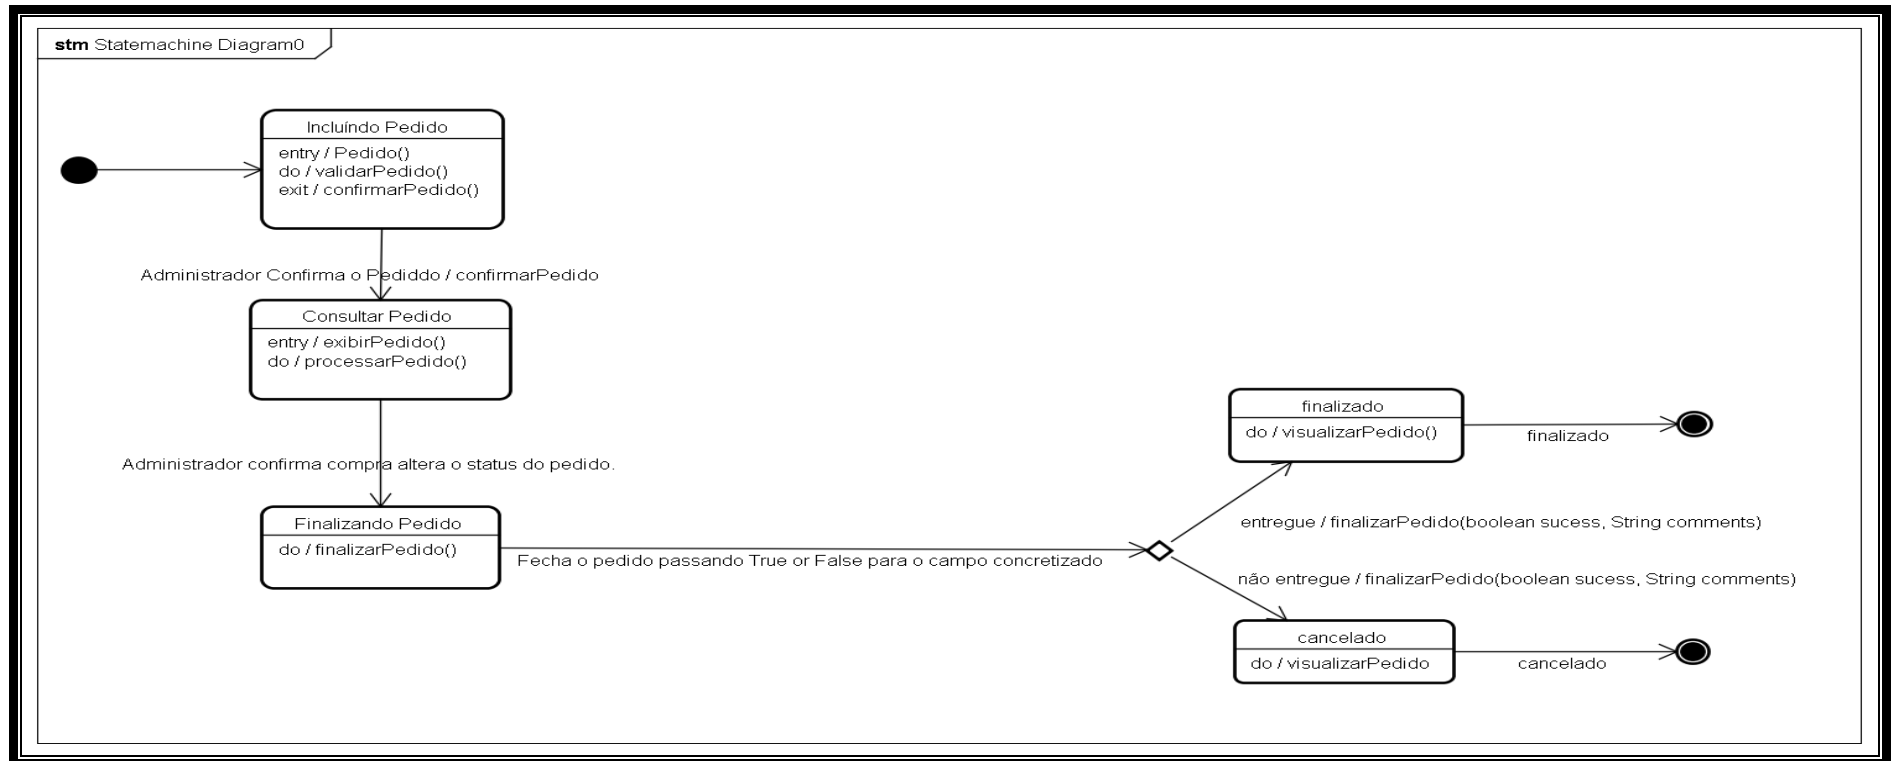 stm Statemachine Diagram0
Incluíndo Pedido
entry / Pedido()
do / validarPedido()
exit / confirmarPedido()
Administrador Confirma o Pediddo / confirmarPedido
Consultar Pedido
entry / exibirPedido()
do / processarPedido()
Administrador confirma compra altera o status do pedido.
Finalizando Pedido
do / finalizarPedido()
Fecha o pedido passando True or False para o campo concretizado
finalizado
do / visualizarPedido()
finalizado
entregue / finalizarPedido(boolean sucess, String comments)
não entregue / finalizarPedido(boolean sucess, String comments)
cancelado
do / visualizarPedido
cancelado